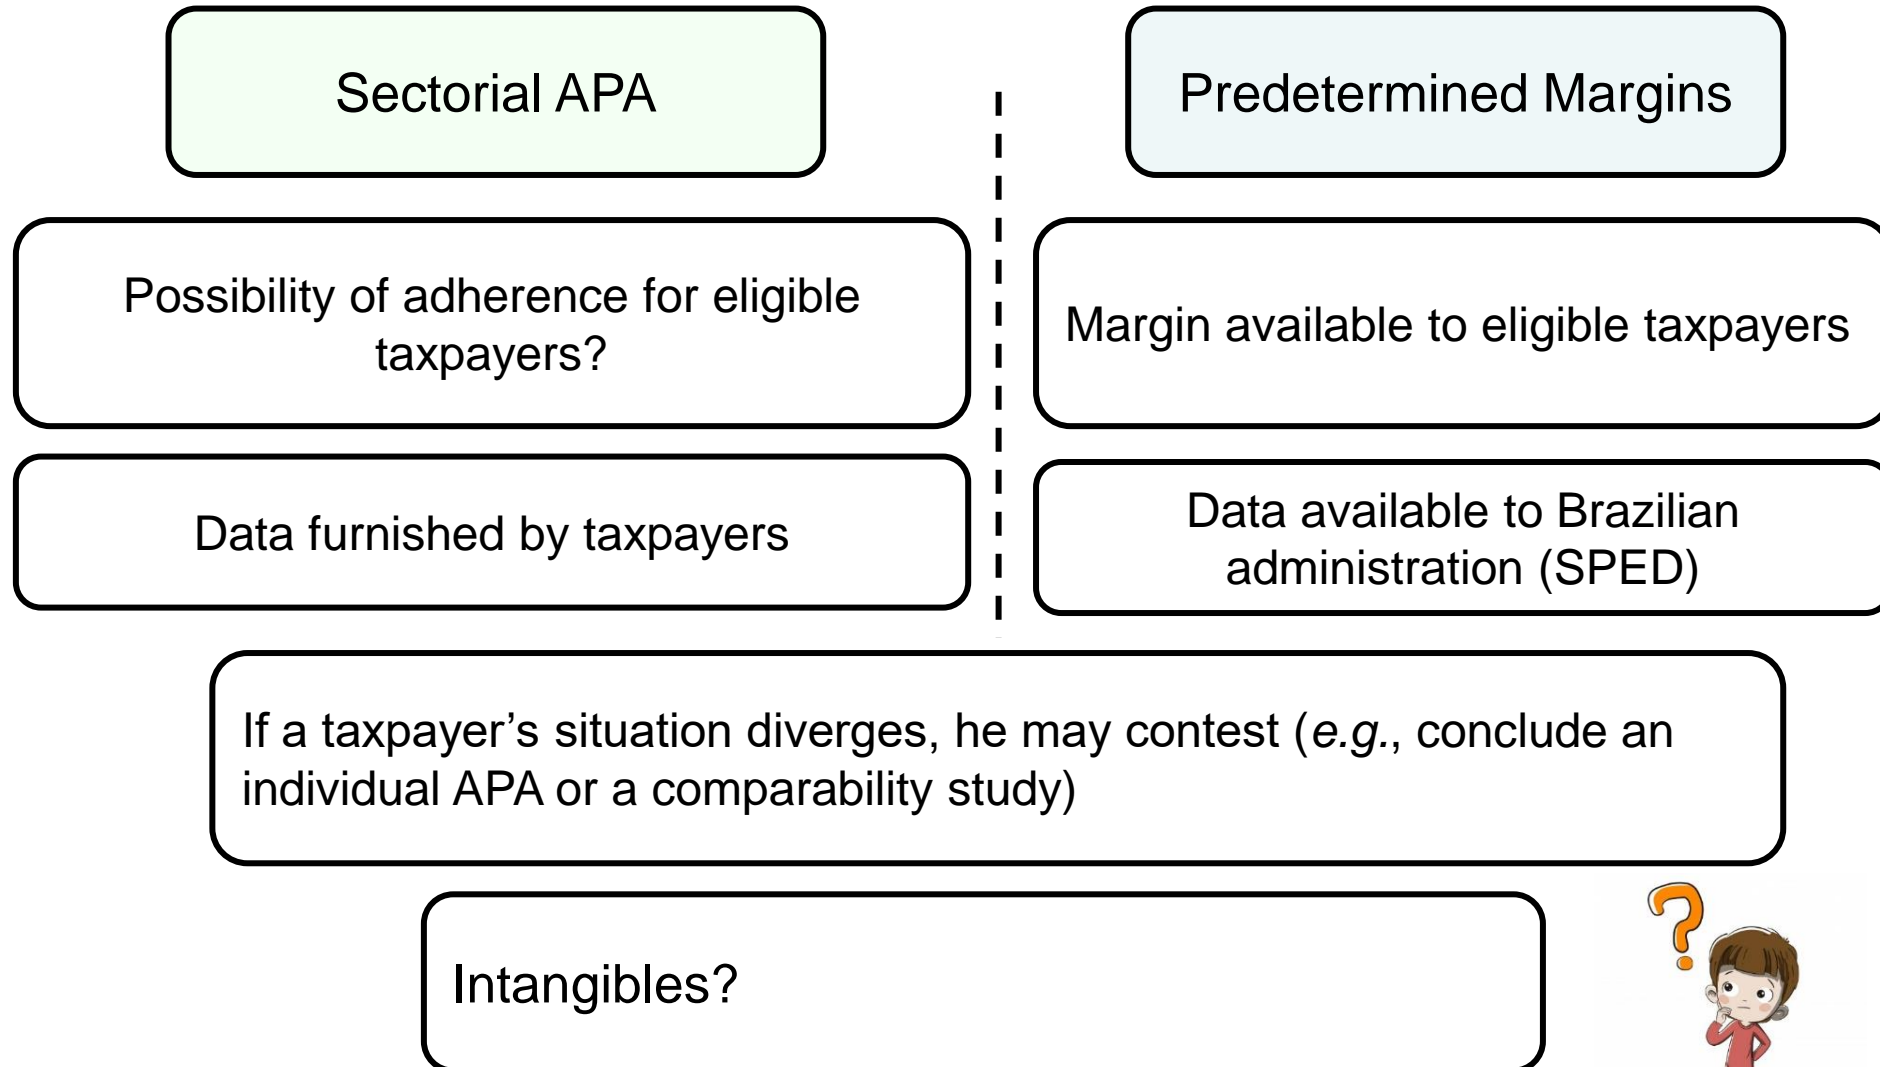 Sectorial APA
Predetermined Margins
Possibility of adherence for eligible
taxpayers?
Margin available to eligible taxpayers
Data furnished by taxpayers
Data available to Brazilian
administration (SPED)
If a taxpayer’s situation diverges, he may contest (e.g., conclude an
individual APA or a comparability study)
Intangibles?
?